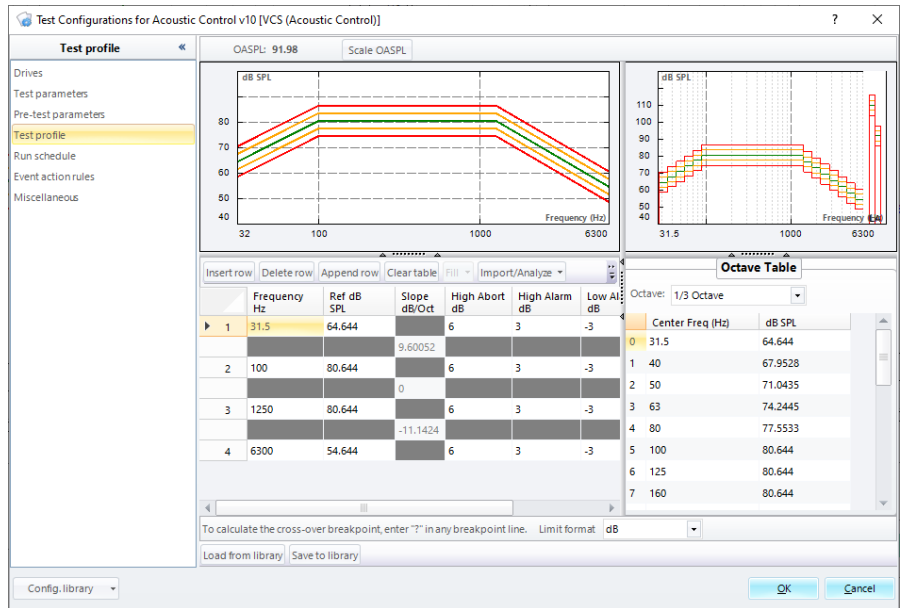 Test Configurations for Acoustic Control v10 [VCS (Acoustic Control)]
? ×
Test profile «
Drives
Test parameters
Pre-test parameters
Test profile
Run schedule
Event action rules
Miscellaneous
OASPL: 91.98 Scale OASPL
dB SPL
80
70
60
50
40
Frequency (Hz)
32 100 1000 6300
dB SPL
110
100
90
80
70
60
50
40
Frequency
31.5 1000 6300
Insert row Delete row Append row Clear table Fill Import/Analyze
Frequency Hz Ref dB SPL Slope dB/Oct High Abort dB High Alarm dB Low Al dB
1 31.5 64.644 6 3 -3
9.60052
2 100 80.644 6 3 -3
0
3 1250 80.644 6 3 -3
-11.1424
4 6300 54.644 6 3 -3
Octave Table
Octave: 1/3 Octave
Center Freq (Hz) dB SPL
0 31.5 64.644
1 40 67.9528
2 50 71.0435
3 63 74.2445
4 80 77.5533
5 100 80.644
6 125 80.644
7 160 80.644
To calculate the cross-over breakpoint, enter "?" in any breakpoint line. Limit format dB
Load from library Save to library
Config.library OK Cancel